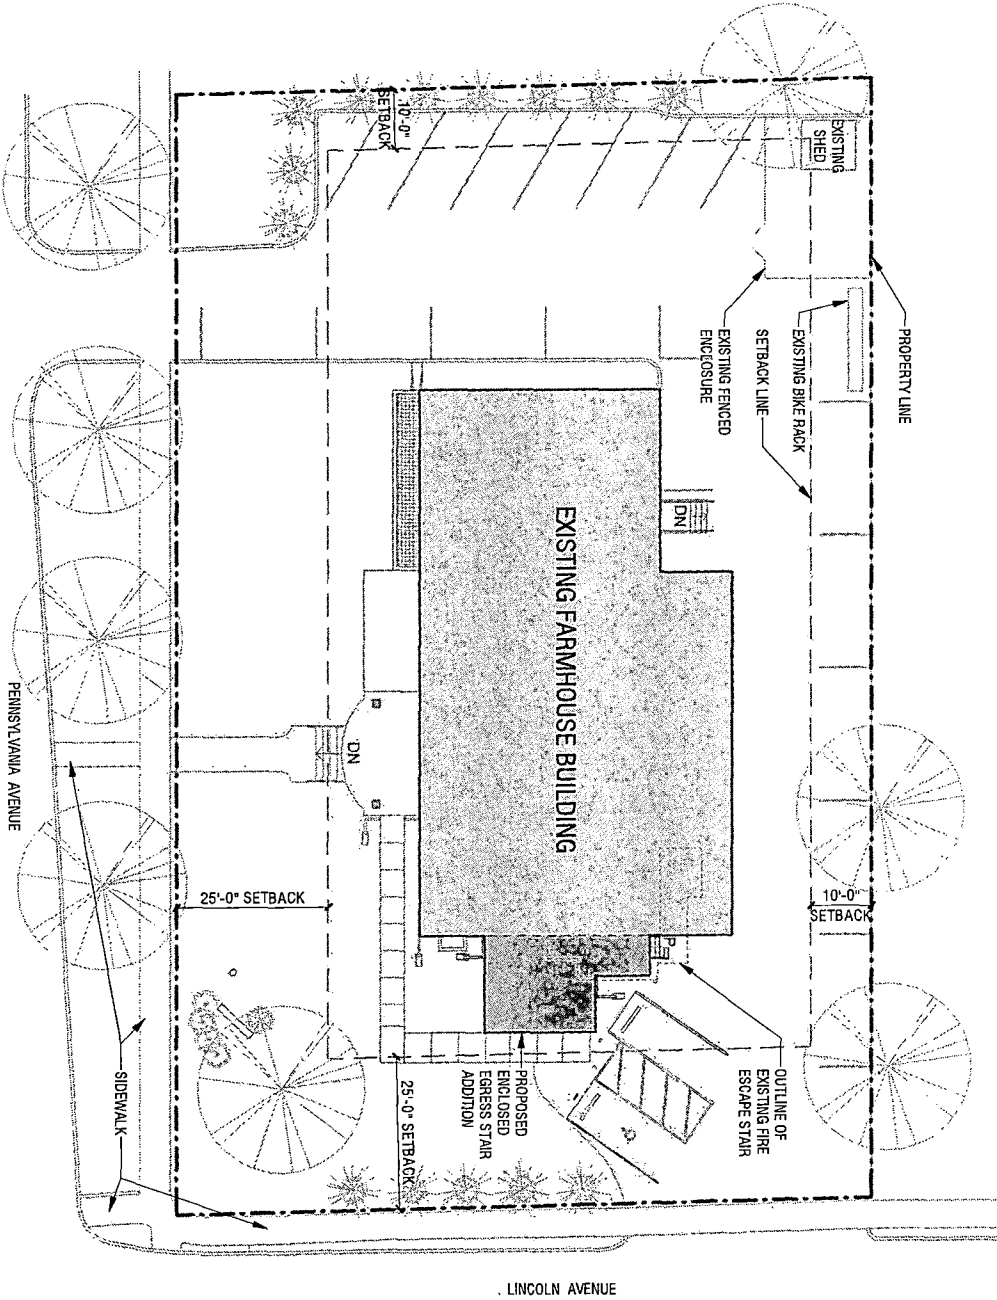 10'-0"
SETBACK
EXISTING
SHED
PROPERTY LINE
EXISTING BIKE RACK
SETBACK LINE
EXISTING FENCED
ENCLOSURE
DN
EXISTING FARMHOUSE BUILDING
DN
PENNSYLVANIA AVENUE
25'-0" SETBACK
10'-0"
SETBACK
OUTLINE OF
EXISTING FIRE
ESCAPE STAIR
PROPOSED
ENCLOSED
EGRESS STAIR
ADDITION
25'-0" SETBACK
SIDEWALK
LINCOLN AVENUE